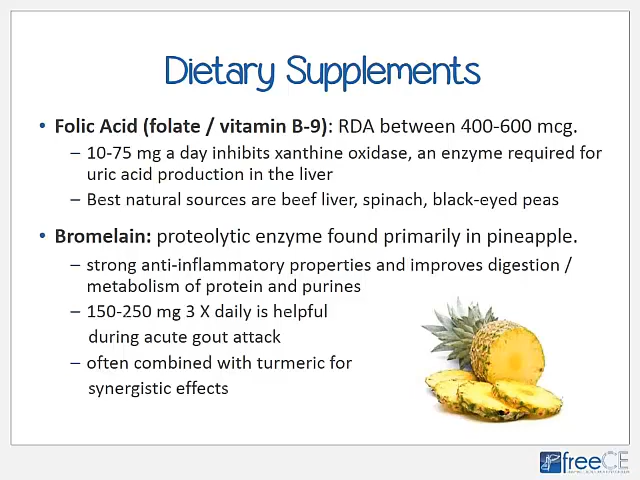 Dietary Supplements
• Folic Acid (folate / vitamin B-9): RDA between 400-600 mcg.
– 10-75 mg a day inhibits xanthine oxidase, an enzyme required for
uric acid production in the liver
– Best natural sources are beef liver, spinach, black-eyed peas
• Bromelain: proteolytic enzyme found primarily in pineapple.
– strong anti-inflammatory properties and improves digestion /
metabolism of protein and purines
– 150-250 mg 3 X daily is helpful
during acute gout attack
– often combined with turmeric for
synergistic effects
freeCE